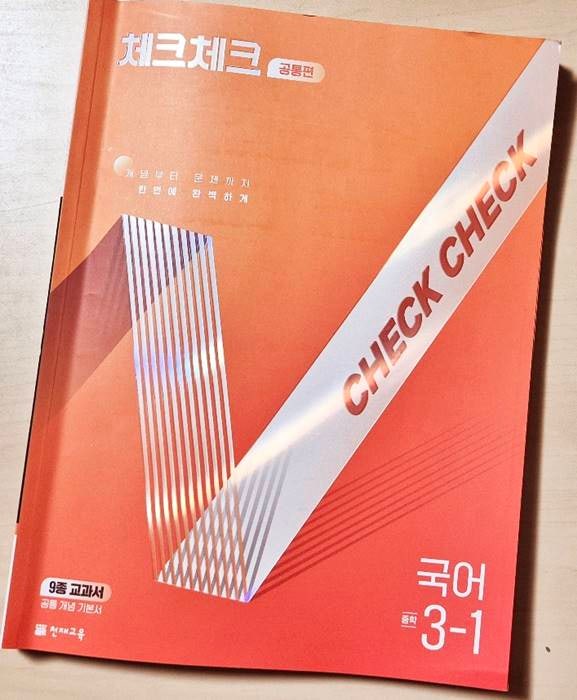 체크체크 공통편
개념부터 문제까지
한번에 완벽하게
CHECK CHECK
9종 교과서
공통 개념 기본서
천재교육
국어
중학 3-1